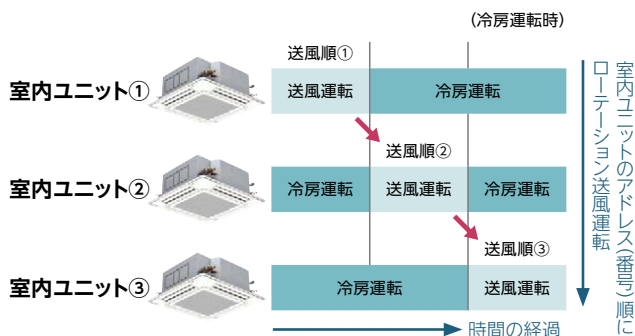 (冷房運転時)
送風順①
室内ユニット①
送風運転
冷房運転
送風順②
室内ユニット②
冷房運転
送風運転
冷房運転
送風順③
室内ユニット③
冷房運転
送風運転
時間の経過
室内ユニットのアドレス(番号)順に
ローテーション送風運転